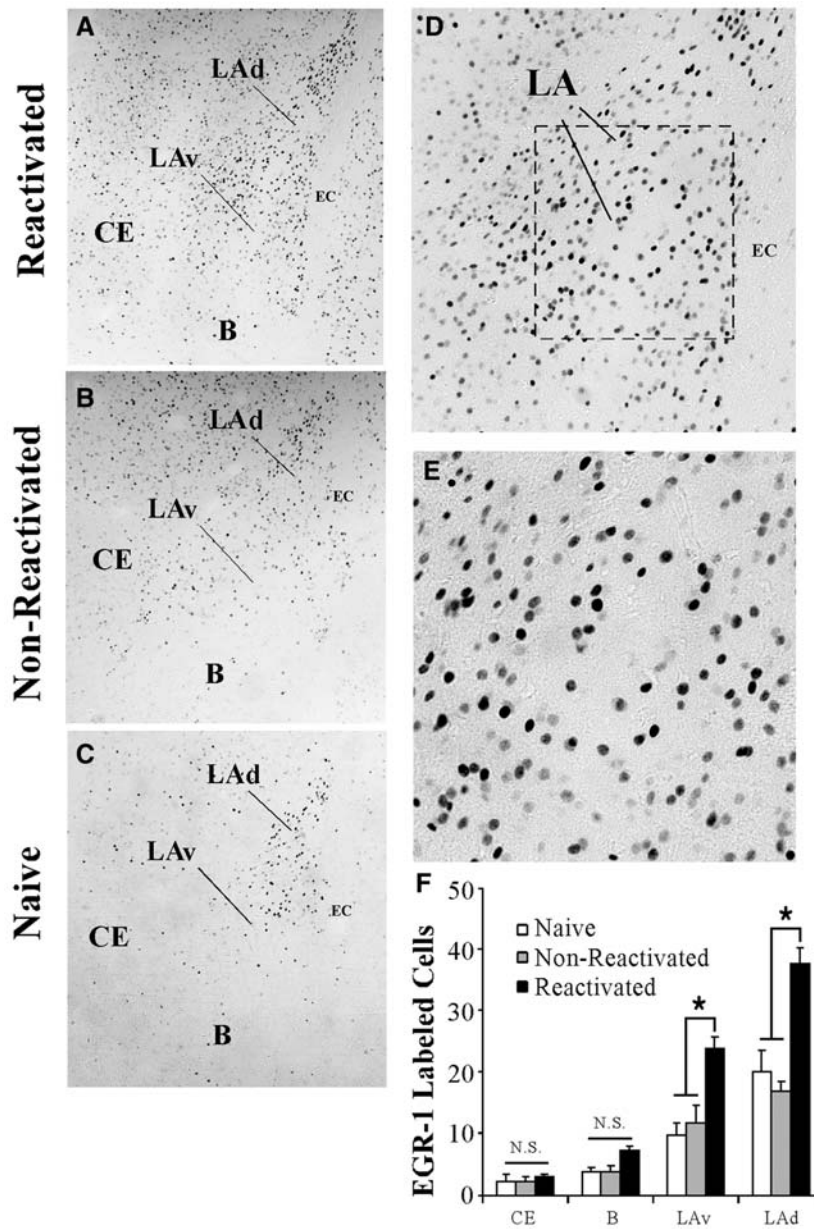 Reactivated
A
LAd
LAv
EC
CE
B
Non-Reactivated
B
LAd
EC
LAv
CE
B
Naive
C
LAd
LAv
EC
CE
B
D
LA
EC
E
F
EGR-1 Labeled Cells
50
40
30
20
10
0
Naive
Non-Reactivated
Reactivated
N.S.
N.S.
*
*
CE B LAv LAd